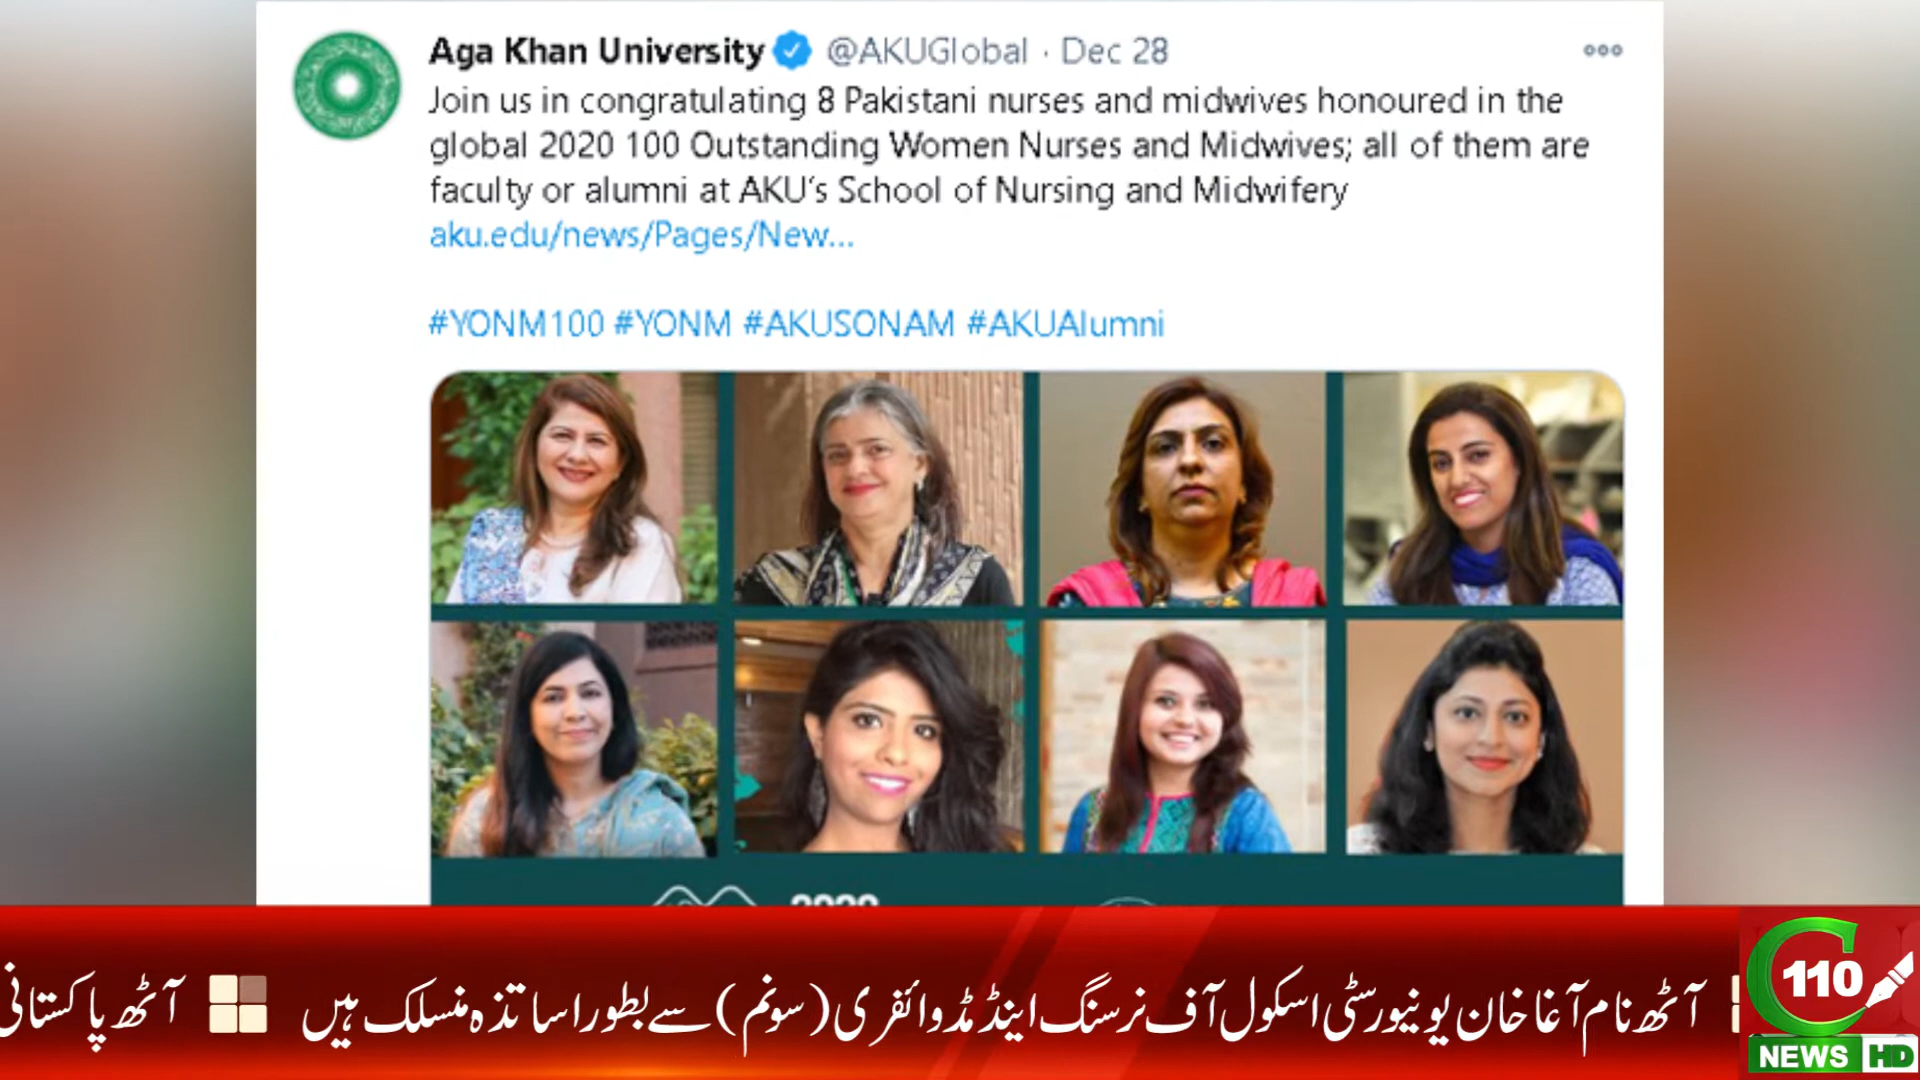 Aga Khan University @AKUGlobal · Dec 28
Join us in congratulating 8 Pakistani nurses and midwives honoured in the
global 2020 100 Outstanding Women Nurses and Midwives; all of them are
faculty or alumni at AKU's School of Nursing and Midwifery
aku.edu/news/Pages/New...
#YONM100 #YONM #AKUSONAM #AKUAlumni
2020
آٹھ نام آغا خان یونیورسٹی اسکول آف نرسنگ اینڈ مڈوائفری (سونم) سے بطور اساتذہ منسلک ہیں آٹھ پاکستانی
C 110
NEWS HD